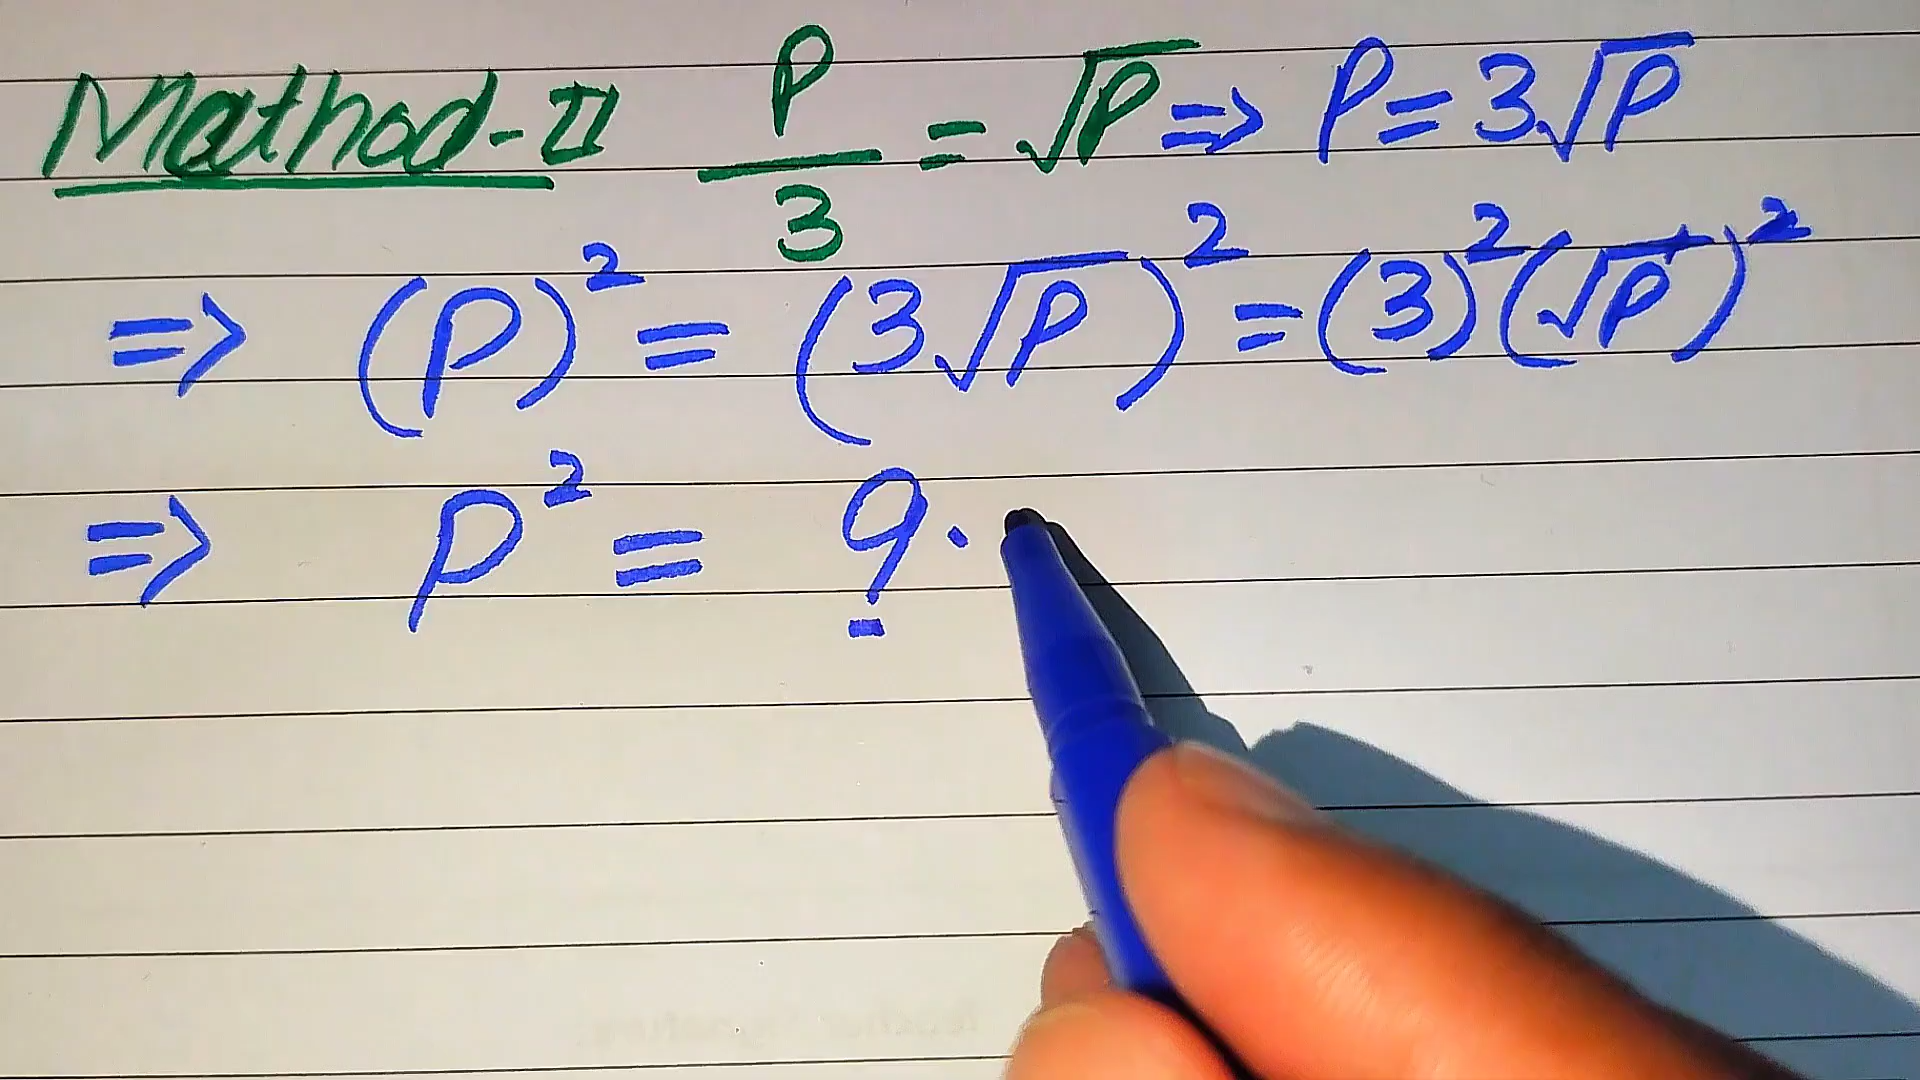 Mathod-II P/3 = √P ⇒ P = 3√P
⇒ (P)² = (3√P)² = (3)²(√P)²
⇒ P² = 9·